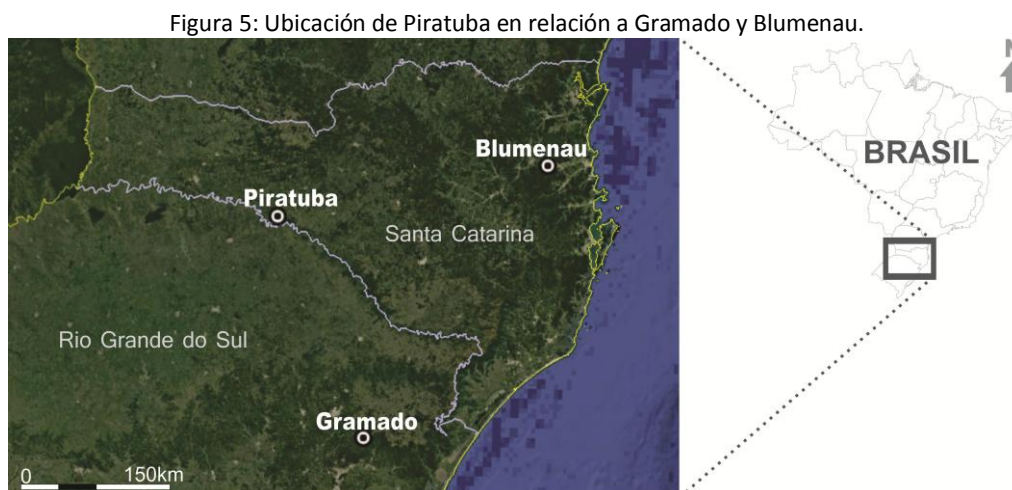 Figura 5: Ubicación de Piratuba en relación a Gramado y Blumenau.
N
BRASIL
Blumenau
Piratuba
Santa Catarina
Rio Grande do Sul
Gramado
0 150km